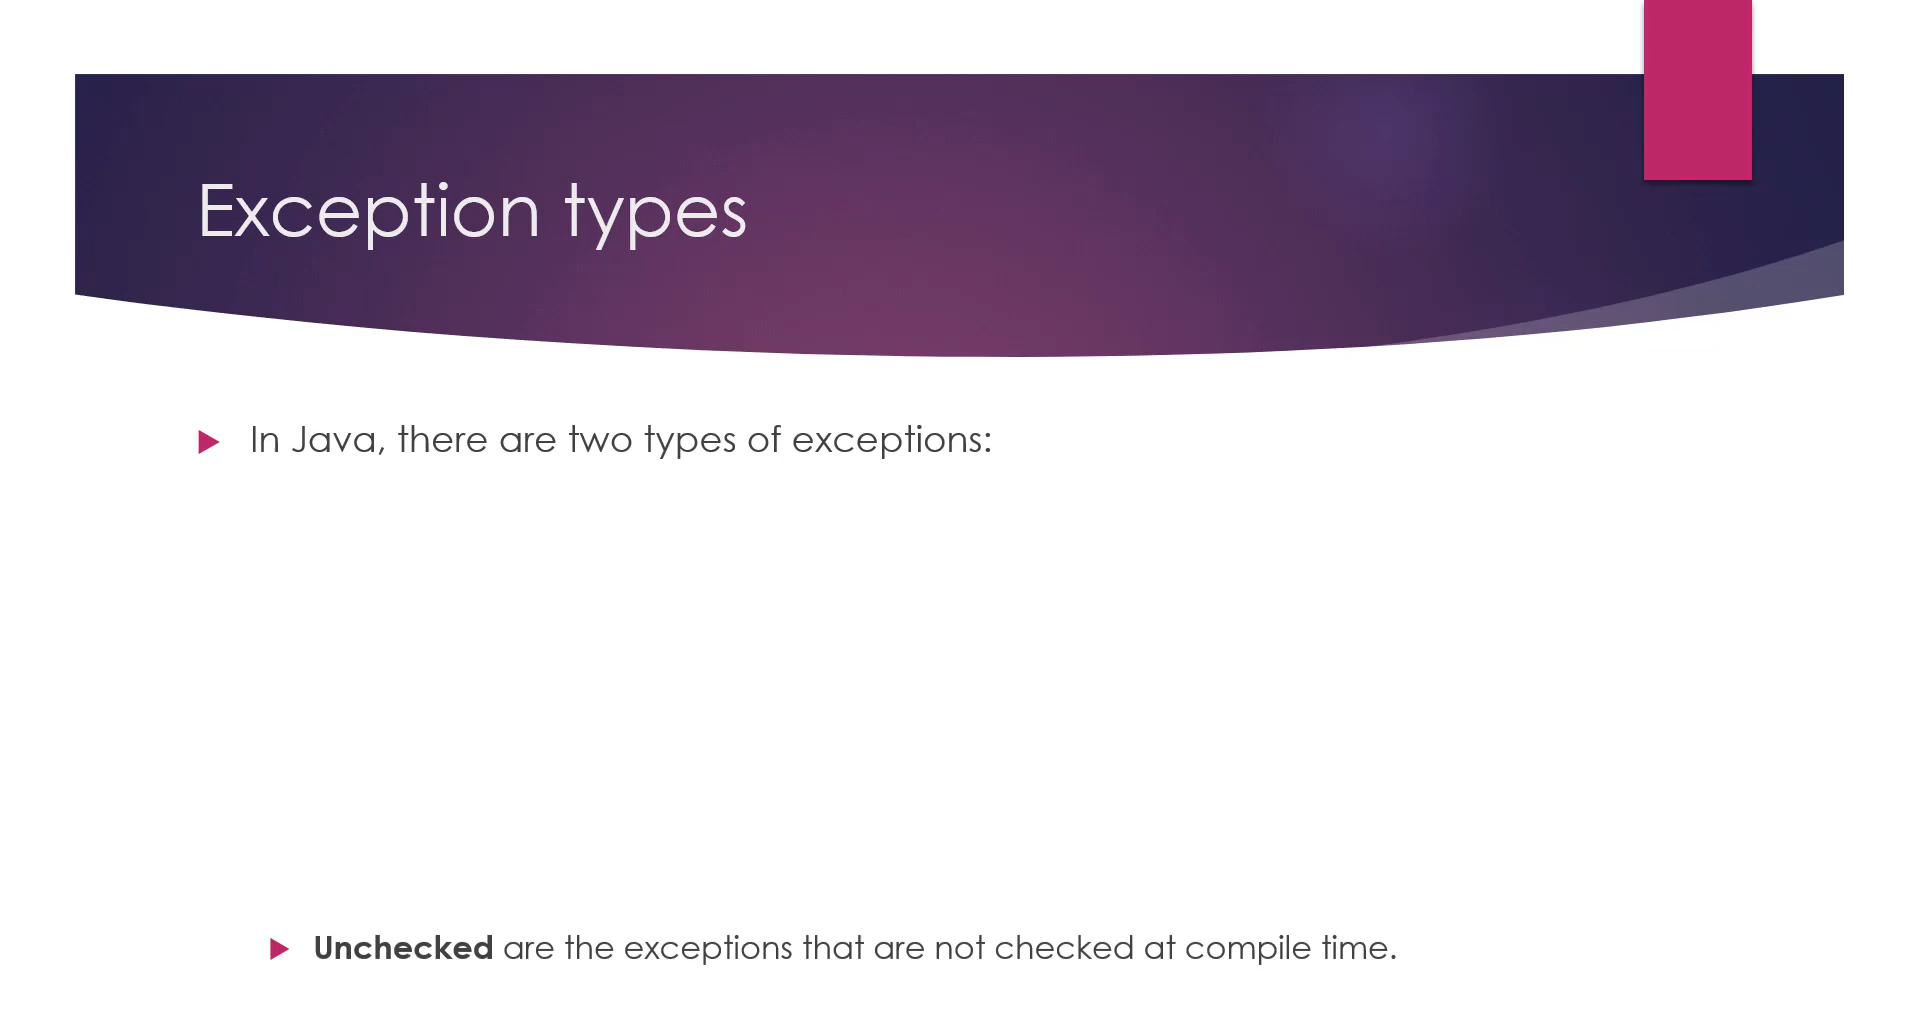 Exception types
In Java, there are two types of exceptions:
Unchecked are the exceptions that are not checked at compile time.